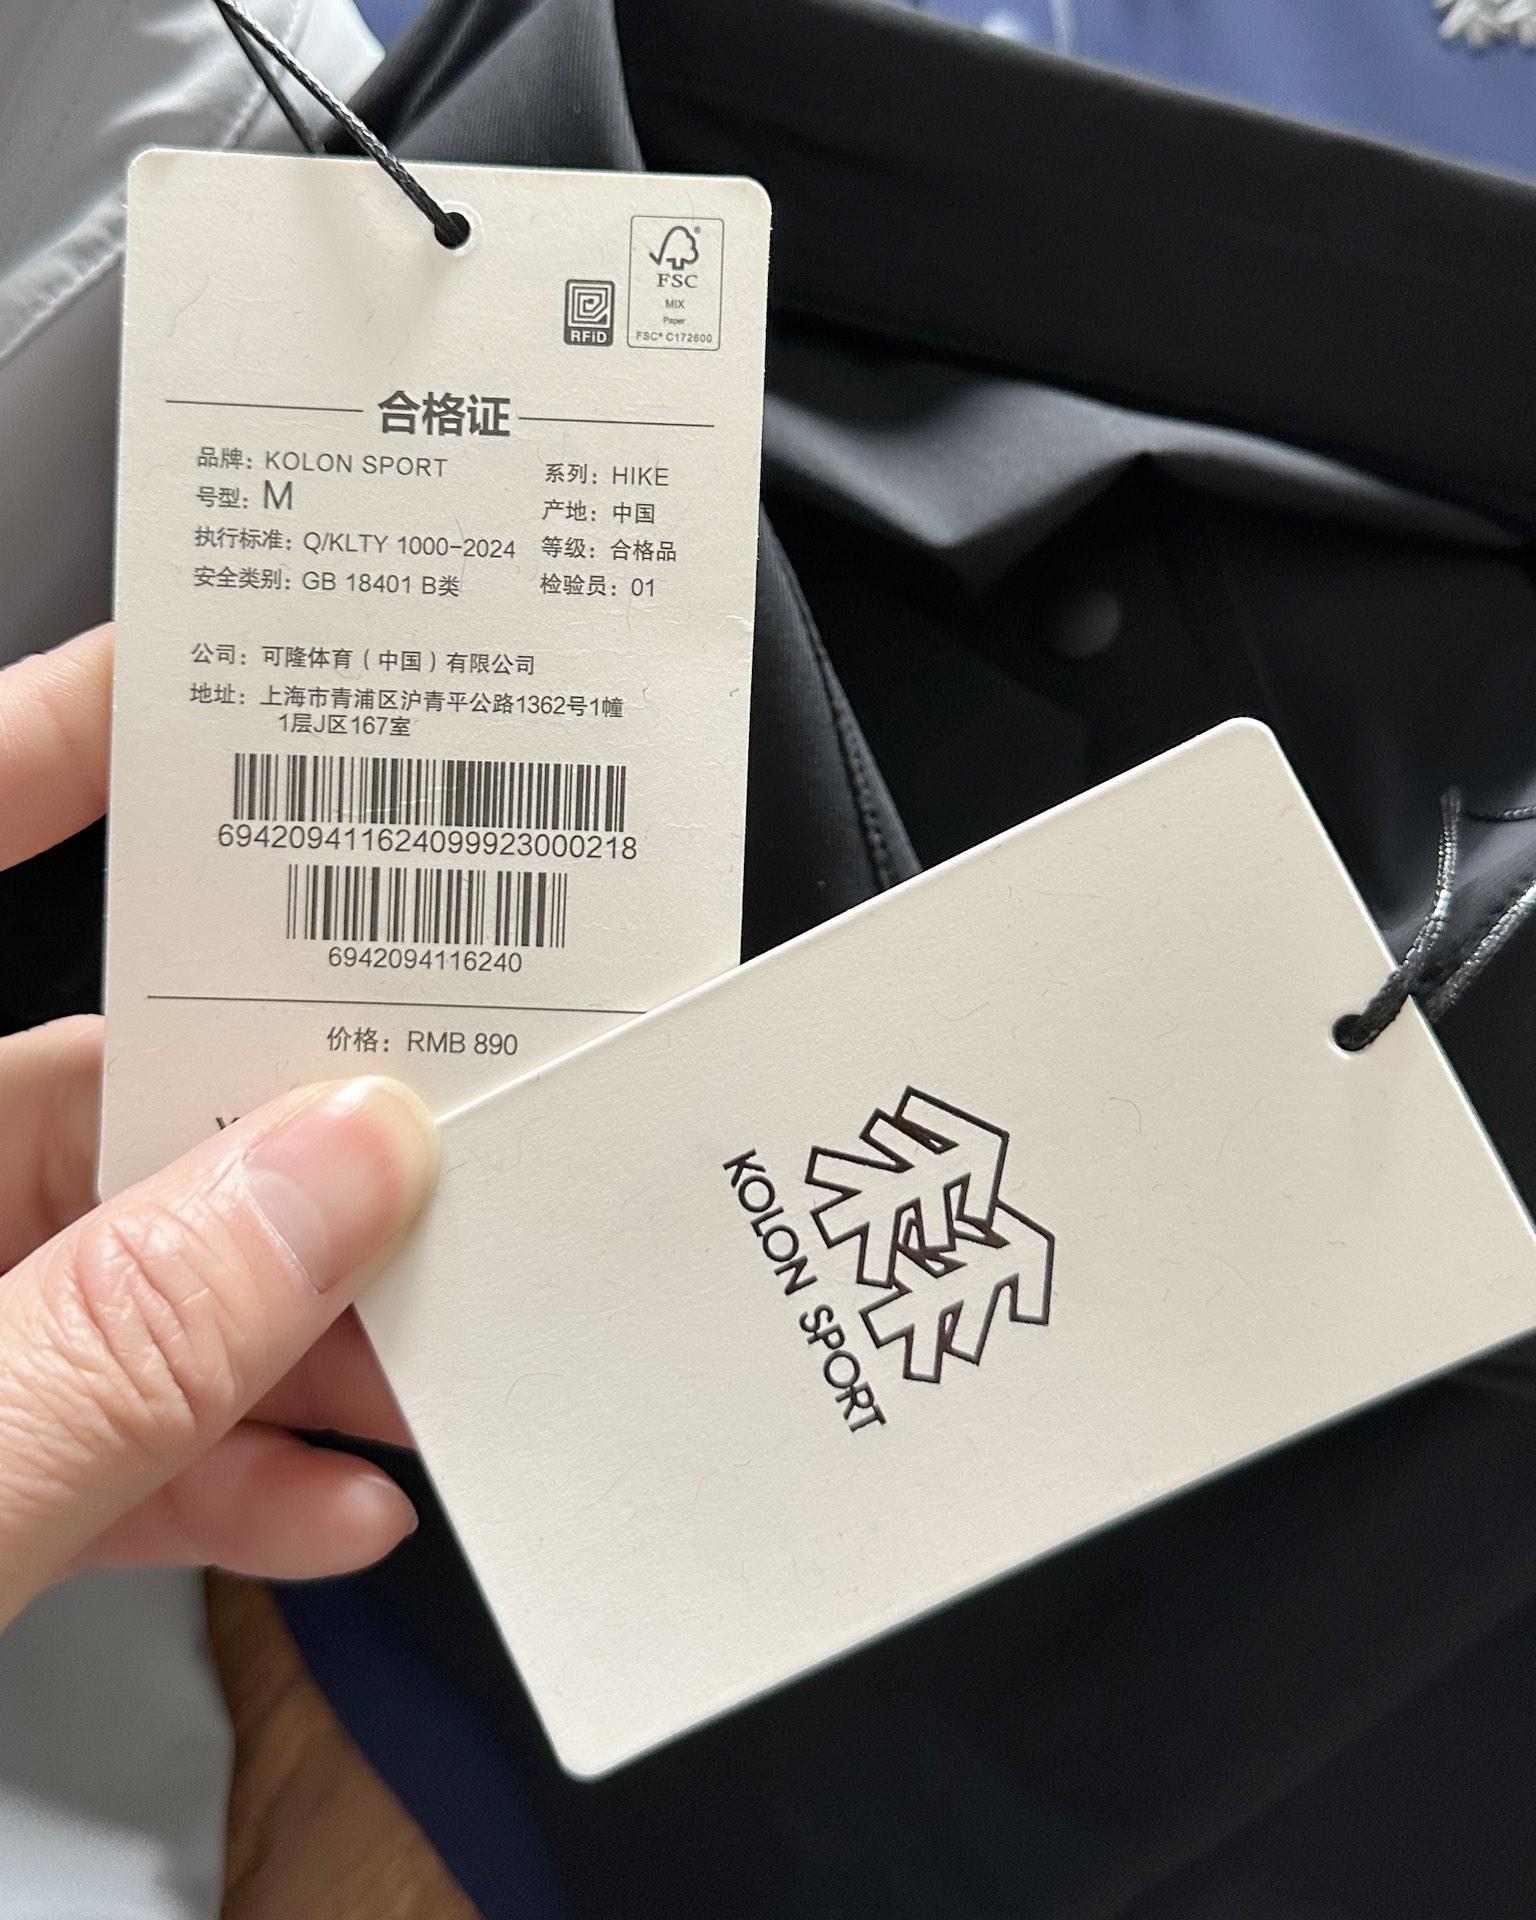 FSC®
MIX
Paper
FSC® C172600
RFiD
合格证
品牌：KOLON SPORT
系列：HIKE
号型：M
产地：中国
执行标准：Q/KLTY 1000-2024
等级：合格品
安全类别：GB 18401 B类
检验员：01
公司：可隆体育（中国）有限公司
地址：上海市青浦区沪青平公路1362号1幢
1层J区167室
694209411624099923000218
6942094116240
价格：RMB 890
KOLON SPORT